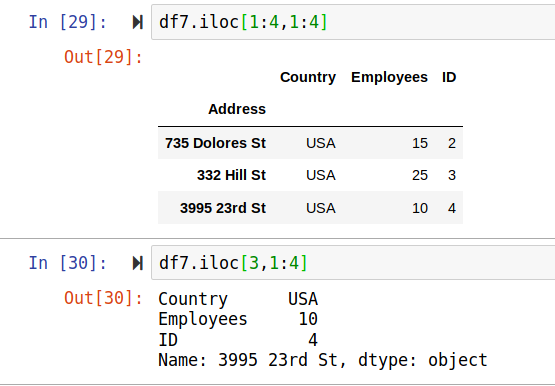 In [29]: df7.iloc[1:4,1:4]
Out[29]:
Country Employees ID
Address
735 Dolores St USA 15 2
332 Hill St USA 25 3
3995 23rd St USA 10 4
In [30]: df7.iloc[3,1:4]
Out[30]: Country USA
Employees 10
ID 4
Name: 3995 23rd St, dtype: object